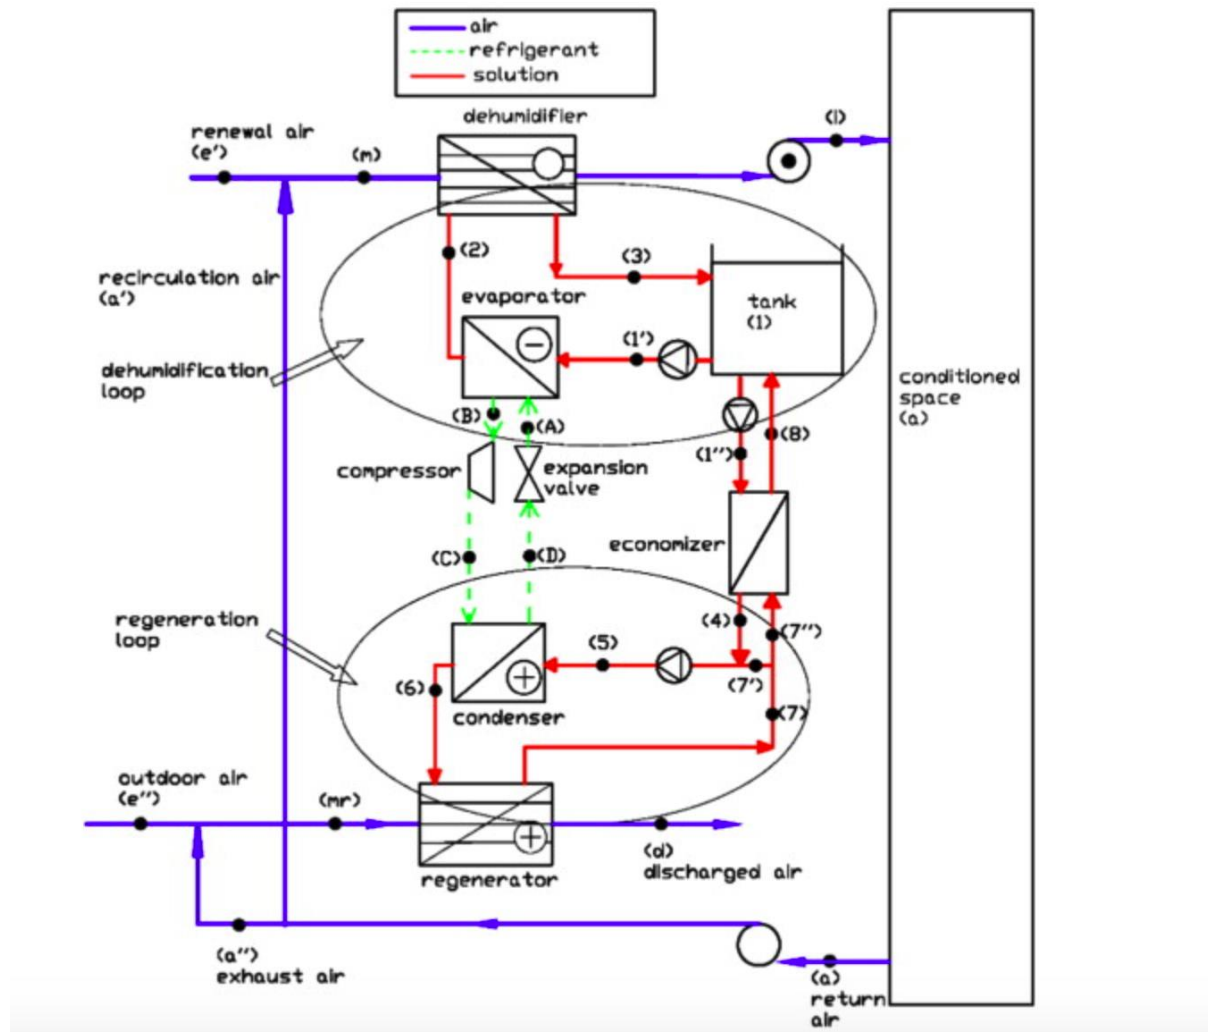 air
refrigerant
solution
dehumidifier
(i)
renewal air
(e')
(m)
(2)
(3)
recirculation air
(a')
evaporator
tank
(1)
(1')
dehumidification
loop
conditioned
space
(a)
(B)
(A)
(8)
(1'')
compressor
expansion
valve
economizer
(C)
(D)
regeneration
loop
(4)
(7'')
(5)
(6)
(7')
(7)
condenser
outdoor air
(e'')
(mr)
(d)
discharged air
regenerator
(a'')
exhaust air
(a)
return
air